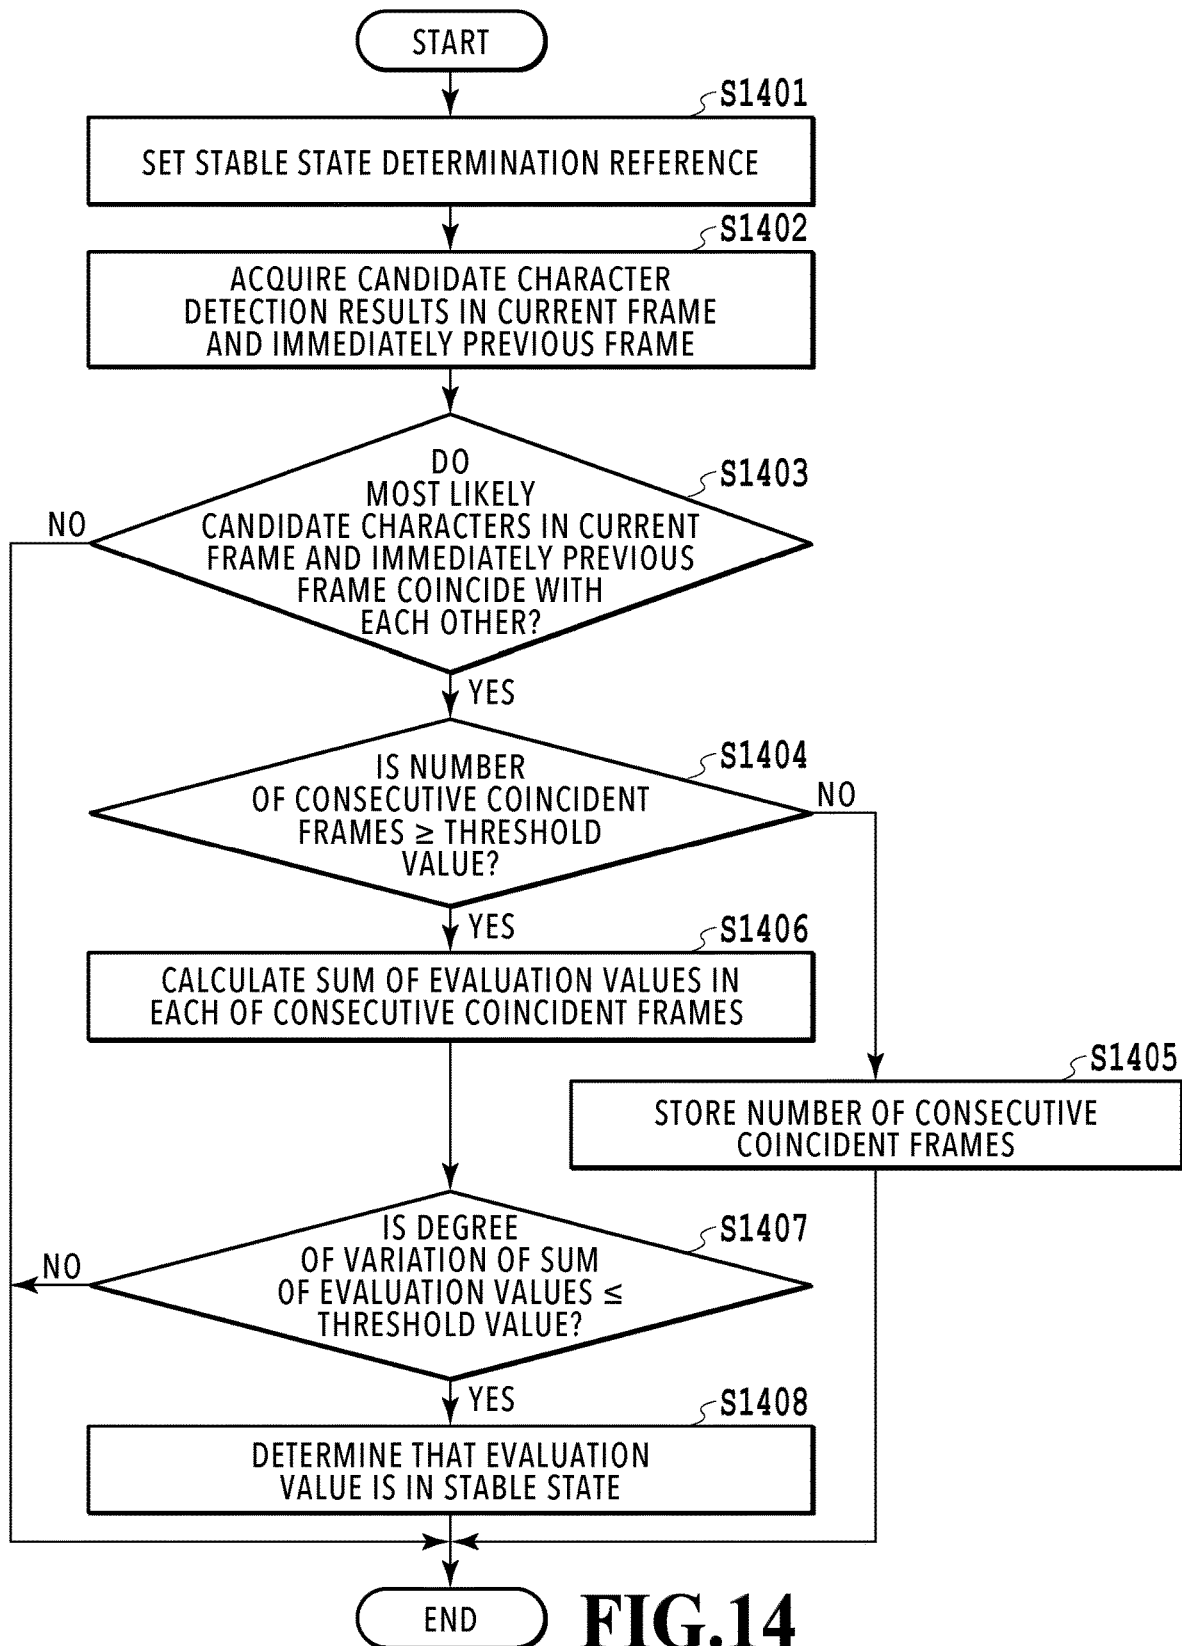 START
S1401
SET STABLE STATE DETERMINATION REFERENCE
S1402
ACQUIRE CANDIDATE CHARACTER
DETECTION RESULTS IN CURRENT FRAME
AND IMMEDIATELY PREVIOUS FRAME
S1403
DO
MOST LIKELY
CANDIDATE CHARACTERS IN CURRENT
FRAME AND IMMEDIATELY PREVIOUS
FRAME COINCIDE WITH
EACH OTHER?
NO
YES
S1404
IS NUMBER
OF CONSECUTIVE COINCIDENT
FRAMES ≥ THRESHOLD
VALUE?
NO
YES
S1406
CALCULATE SUM OF EVALUATION VALUES IN
EACH OF CONSECUTIVE COINCIDENT FRAMES
S1405
STORE NUMBER OF CONSECUTIVE
COINCIDENT FRAMES
S1407
IS DEGREE
OF VARIATION OF SUM
OF EVALUATION VALUES ≤
THRESHOLD VALUE?
NO
YES
S1408
DETERMINE THAT EVALUATION
VALUE IS IN STABLE STATE
END
FIG.14